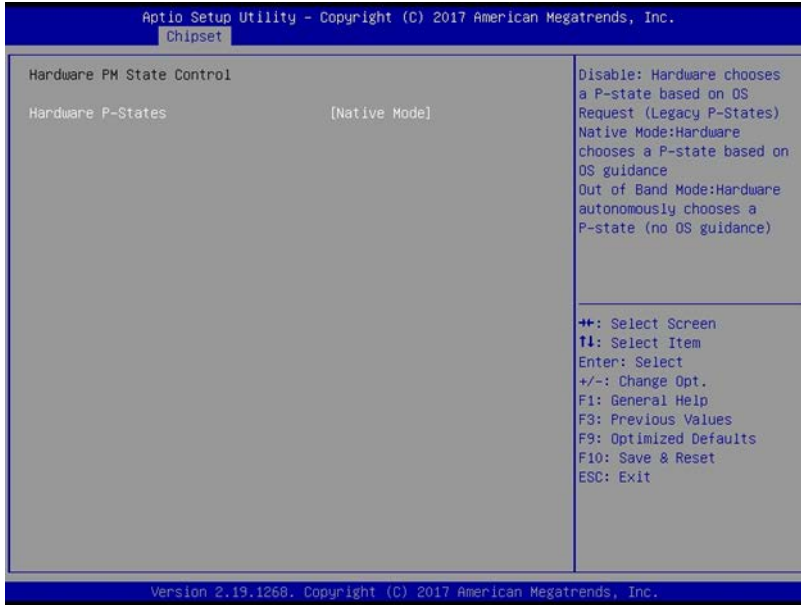 Aptio Setup Utility – Copyright (C) 2017 American Megatrends, Inc.
Chipset
Hardware PM State Control
Hardware P-States [Native Mode]
Disable: Hardware chooses
a P-state based on OS
Request (Legacy P-States)
Native Mode:Hardware
chooses a P-state based on
OS guidance
Out of Band Mode:Hardware
autonomously chooses a
P-state (no OS guidance)
→←: Select Screen
↑↓: Select Item
Enter: Select
+/-: Change Opt.
F1: General Help
F3: Previous Values
F9: Optimized Defaults
F10: Save & Reset
ESC: Exit
Version 2.19.1268. Copyright (C) 2017 American Megatrends, Inc.